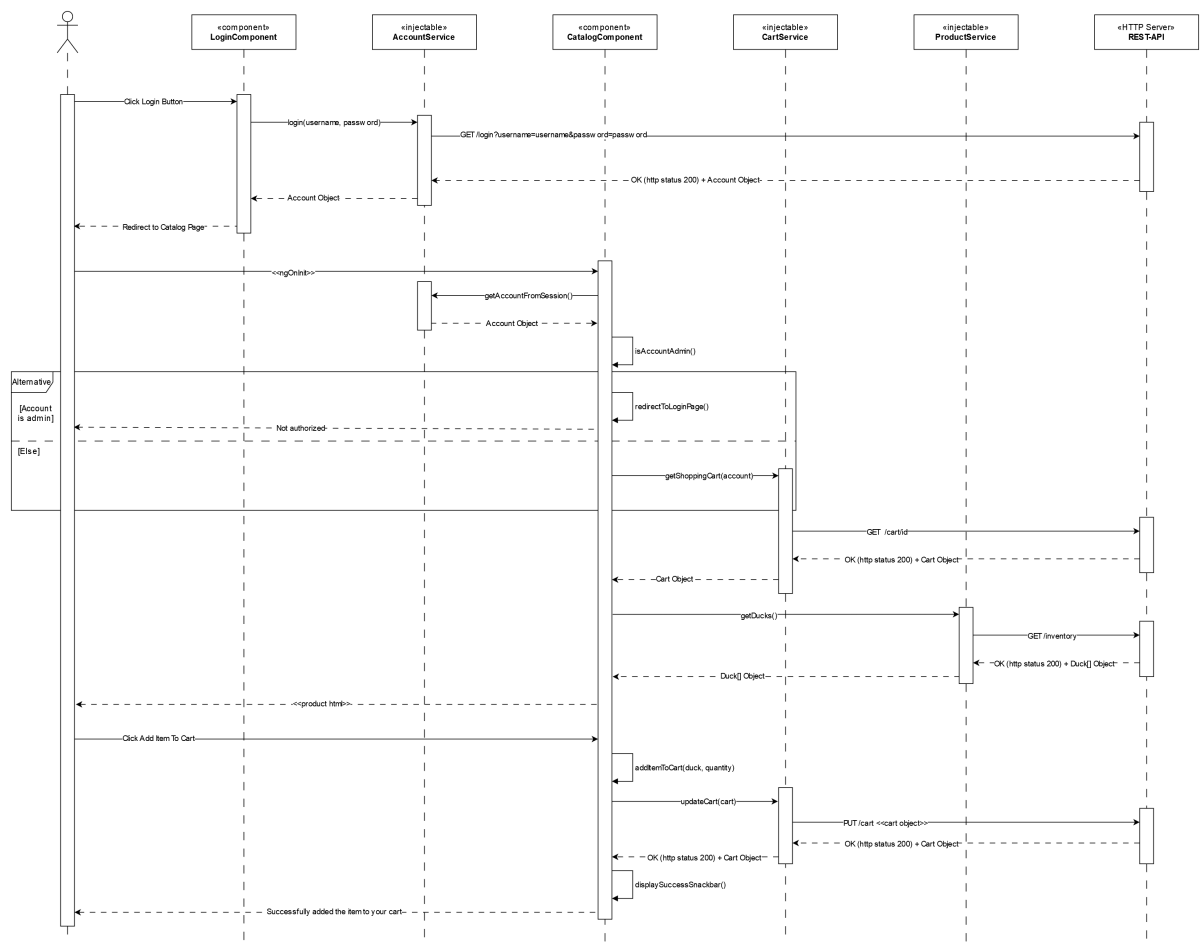 «component»
LoginComponent
«injectable»
AccountService
«component»
CatalogComponent
«injectable»
CartService
«injectable»
ProductService
«HTTP Server»
REST-API
Click Login Button
login(username, password)
GET /login?username=username&password=password
OK (http status 200) + Account Object
Account Object
Redirect to Catalog Page
<<ngOnInit>>
getAccountFromSession()
Account Object
isAccountAdmin()
Alternative
[Account
is admin]
redirectToLoginPage()
Not authorized
[Else]
getShoppingCart(account)
GET /cart/id
OK (http status 200) + Cart Object
Cart Object
getDucks()
GET /inventory
OK (http status 200) + Duck[] Object
Duck[] Object
<<product html>>
Click Add Item To Cart
addItemToCart(duck, quantity)
updateCart(cart)
PUT /cart <<cart object>>
OK (http status 200) + Cart Object
OK (http status 200) + Cart Object
displaySuccessSnackbar()
Successfully added the item to your cart